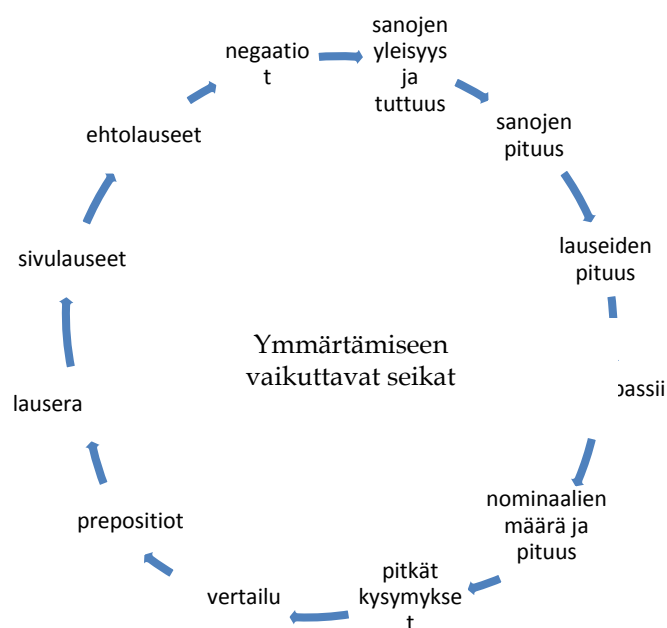 negaatio
t
sanojen
yleisyys
ja
tuttuus
sanojen
pituus
lauseiden
pituus
passii
nominaalien
määrä ja
pituus
pitkät
kysymykse
t
vertailu
prepositiot
lausera
sivulauseet
ehtolauseet
Ymmärtämiseen
vaikuttavat seikat